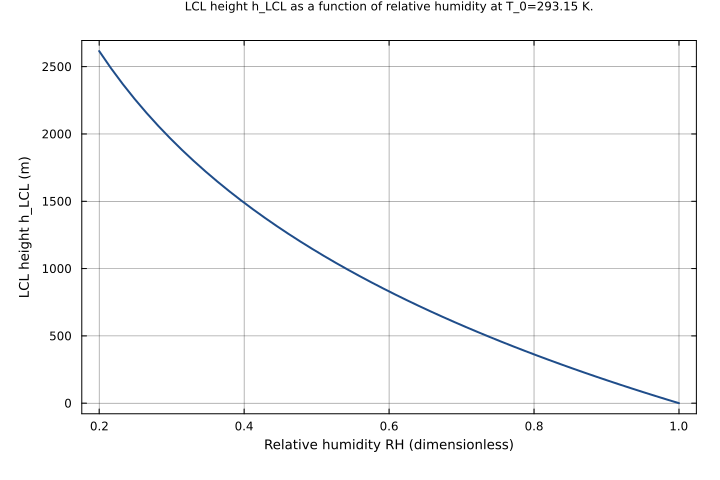 LCL height h_LCL as a function of relative humidity at T_0=293.15 K.
LCL height h_LCL (m)
2500
2000
1500
1000
500
0
0.2 0.4 0.6 0.8 1.0
Relative humidity RH (dimensionless)